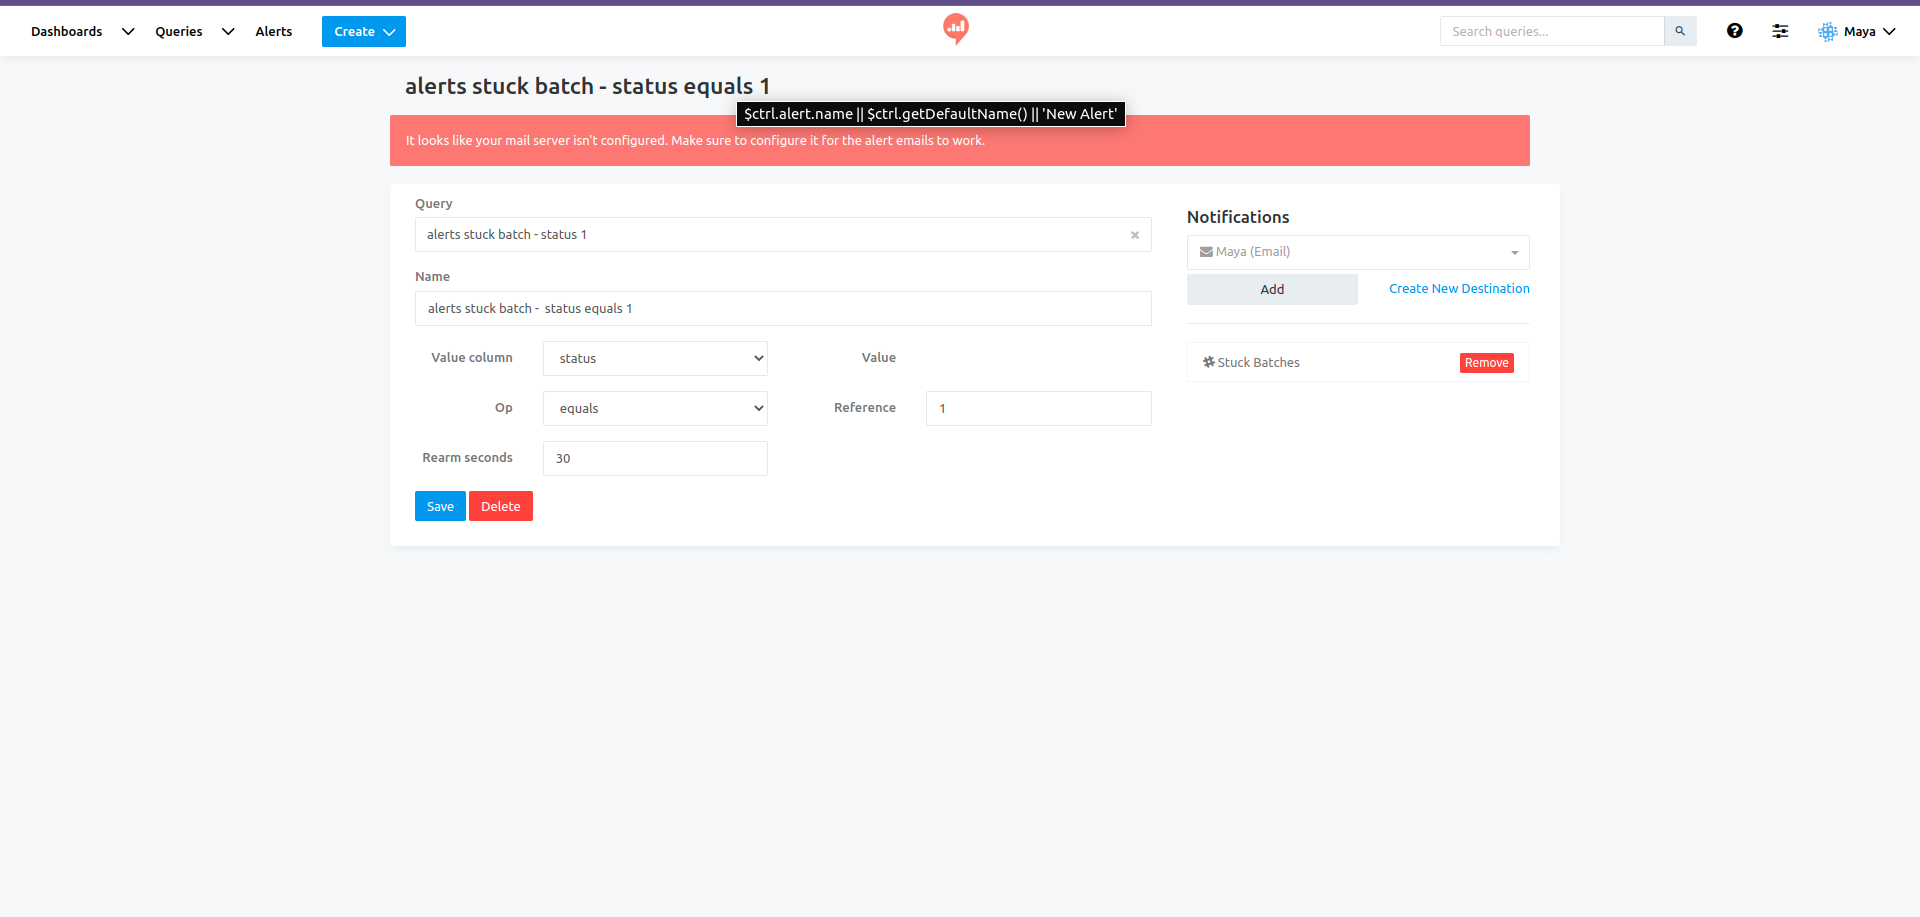 Dashboards Queries Alerts Create Search queries... Maya
alerts stuck batch - status equals 1
$ctrl.alert.name || $ctrl.getDefaultName() || 'New Alert'
It looks like your mail server isn't configured. Make sure to configure it for the alert emails to work.
Query
alerts stuck batch - status 1
Name
alerts stuck batch -  status equals 1
Value column status Value
Op equals Reference 1
Rearm seconds 30
Save Delete
Notifications
Maya (Email)
Add Create New Destination
Stuck Batches Remove